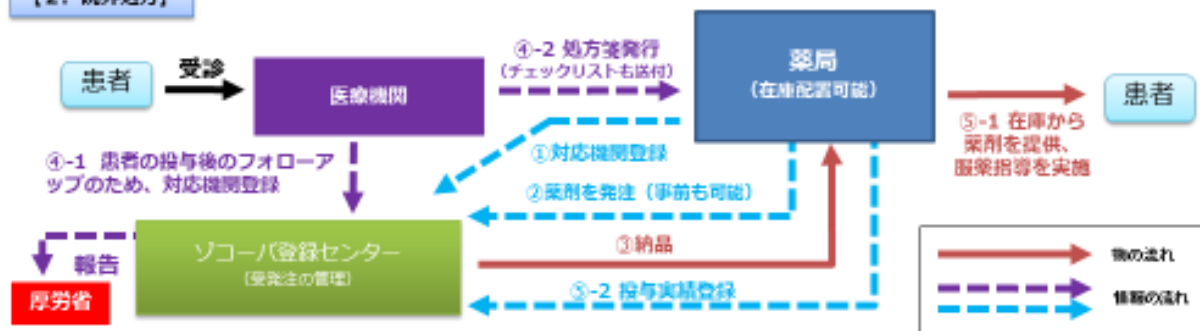 【2．院外処方】
患者
受診
医療機関
④-2 処方箋発行
（チェックリストも送付）
薬局
（在庫配置可能）
患者
⑤-1 在庫から
薬剤を提供、
服薬指導を実施
①対応機関登録
④-1 患者の投与後のフォローア
ップのため、対応機関登録
②薬剤を発注（事前も可能）
ゾコーバ登録センター
（受発注の管理）
③納品
⑤-2 投与実績登録
報告
厚労省
物の流れ
情報の流れ